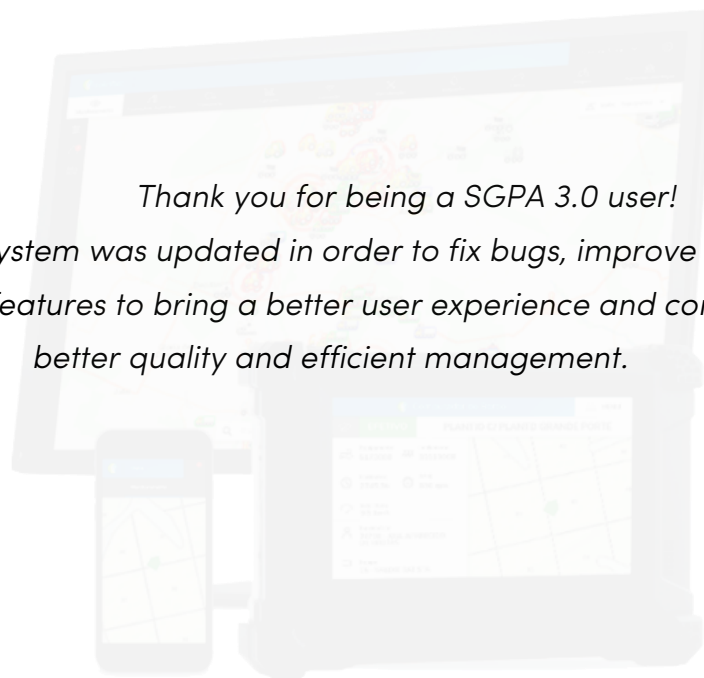 Thank you for being a SGPA 3.0 user!
ystem was updated in order to fix bugs, improve
eatures to bring a better user experience and co
better quality and efficient management.